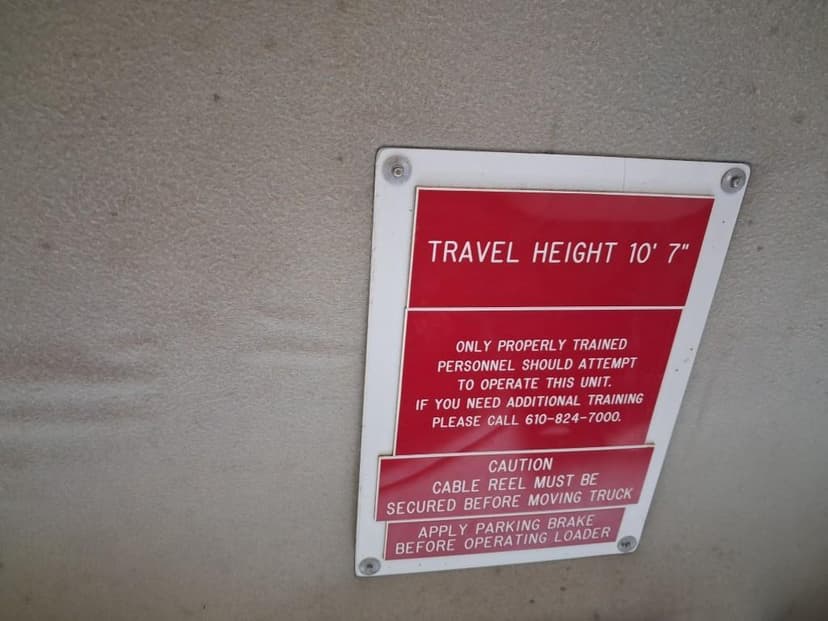 TRAVEL HEIGHT 10' 7"
ONLY PROPERLY TRAINED
PERSONNEL SHOULD ATTEMPT
TO OPERATE THIS UNIT.
IF YOU NEED ADDITIONAL TRAINING
PLEASE CALL 610-824-7000.
CAUTION
CABLE REEL MUST BE
SECURED BEFORE MOVING TRUCK
APPLY PARKING BRAKE
BEFORE OPERATING LOADER